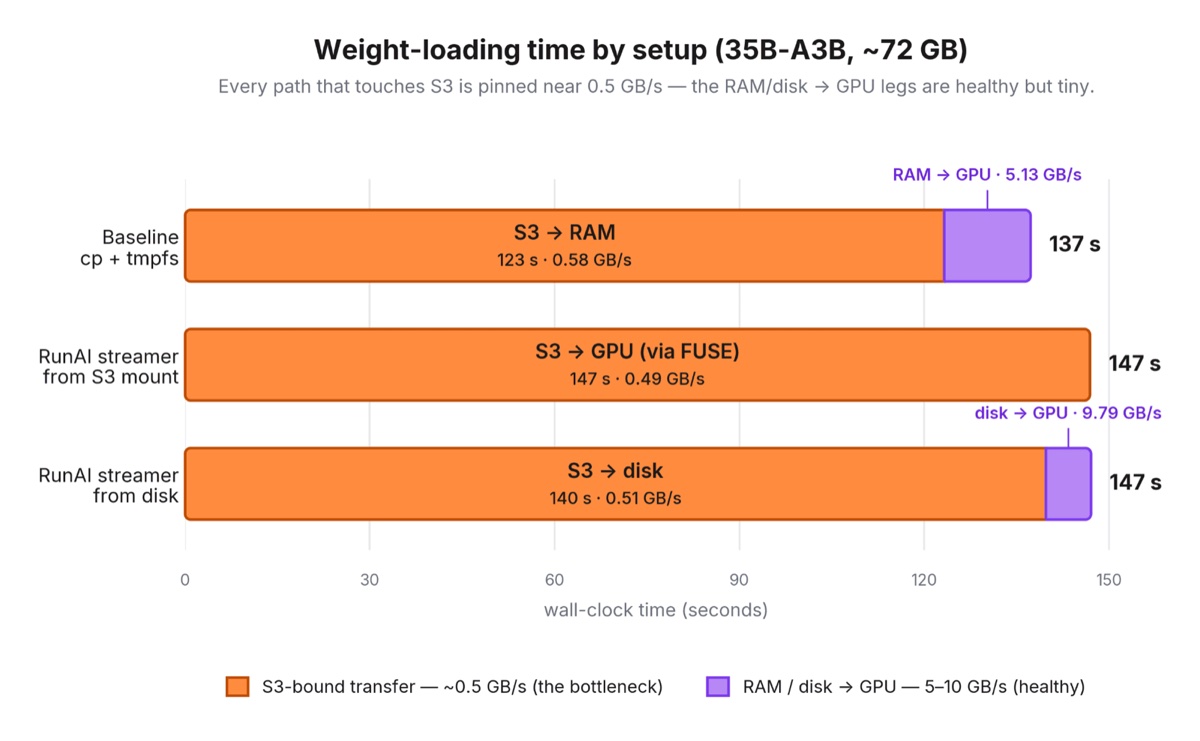 Weight-loading time by setup (35B-A3B, ~72 GB)
Every path that touches S3 is pinned near 0.5 GB/s — the RAM/disk → GPU legs are healthy but tiny.
RAM → GPU · 5.13 GB/s
Baseline
cp + tmpfs
S3 → RAM
123 s · 0.58 GB/s
137 s
RunAI streamer
from S3 mount
S3 → GPU (via FUSE)
147 s · 0.49 GB/s
147 s
disk → GPU · 9.79 GB/s
RunAI streamer
from disk
S3 → disk
140 s · 0.51 GB/s
147 s
0 30 60 90 120 150
wall-clock time (seconds)
S3-bound transfer — ~0.5 GB/s (the bottleneck)
RAM / disk → GPU — 5–10 GB/s (healthy)